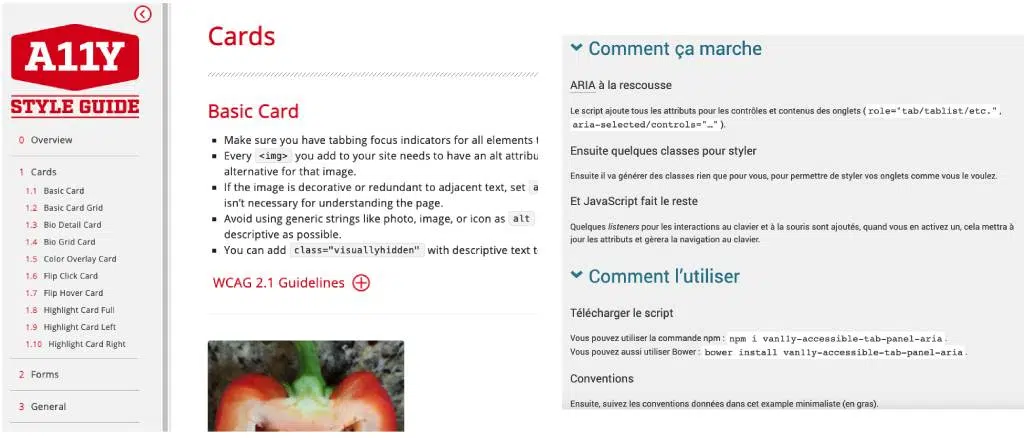 A11Y
STYLE GUIDE
0 Overview
1 Cards
1.1 Basic Card
1.2 Basic Card Grid
1.3 Bio Detail Card
1.4 Bio Grid Card
1.5 Color Overlay Card
1.6 Flip Click Card
1.7 Flip Hover Card
1.8 Highlight Card Full
1.9 Highlight Card Left
1.10 Highlight Card Right
2 Forms
3 General
Cards
Basic Card
Make sure you have tabbing focus indicators for all elements t
Every <img> you add to your site needs to have an alt attribu
alternative for that image.
If the image is decorative or redundant to adjacent text, set a
isn't necessary for understanding the page.
Avoid using generic strings like photo, image, or icon as alt
descriptive as possible.
You can add class="visuallyhidden" with descriptive text t
WCAG 2.1 Guidelines
Comment ça marche
ARIA à la rescousse
Le script ajoute tous les attributs pour les contrôles et contenus des onglets (role="tab/tablist/etc.",
aria-selected/controls="…").
Ensuite quelques classes pour styler
Ensuite il va générer des classes rien que pour vous, pour permettre de styler vos onglets comme vous le voulez.
Et JavaScript fait le reste
Quelques listeners pour les interactions au clavier et à la souris sont ajoutés, quand vous en activez un, cela mettra à
jour les attributs et gèrera la navigation au clavier.
Comment l'utiliser
Télécharger le script
Vous pouvez utiliser la commande npm : npm i van11y-accessible-tab-panel-aria.
Vous pouvez aussi utiliser Bower : bower install van11y-accessible-tab-panel-aria.
Conventions
Ensuite, suivez les conventions données dans cet example minimaliste (en gras).